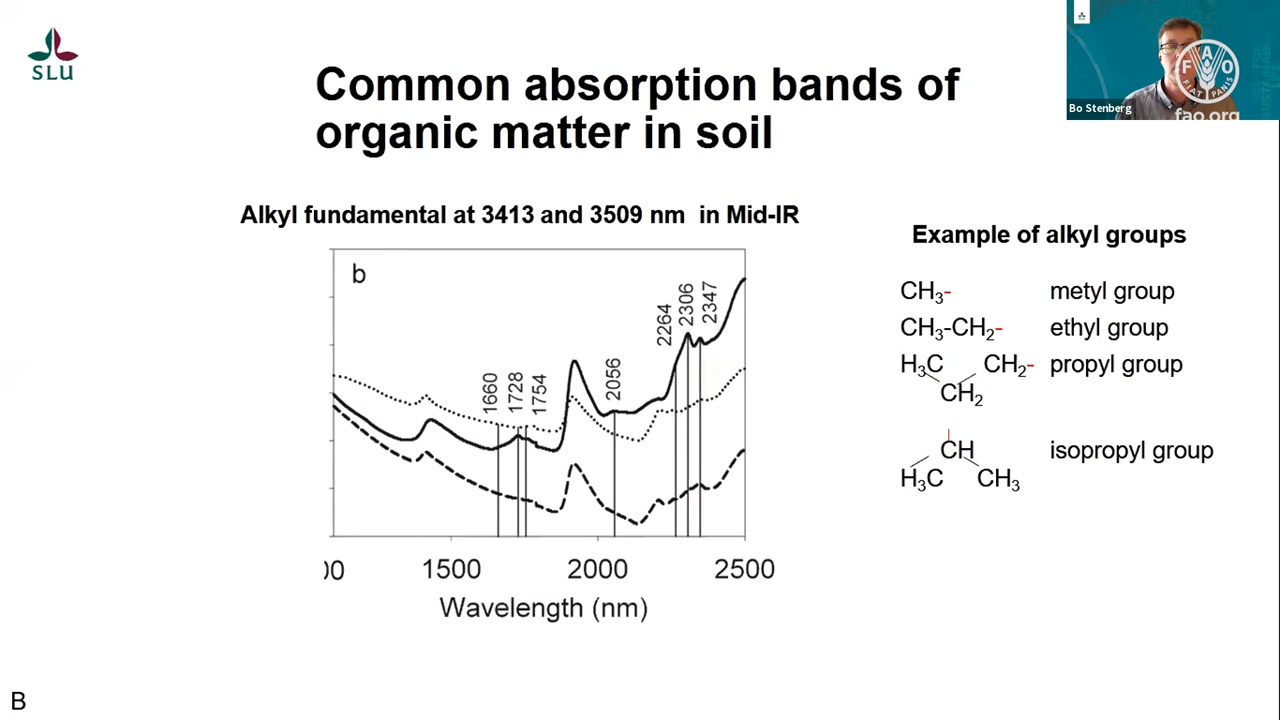 SLU
Common absorption bands of
organic matter in soil
FAO
FIAT PANIS
Bo Stenberg
fao.org
Alkyl fundamental at 3413 and 3509 nm in Mid-IR
b
1660
1728
1754
2056
2264
2306
2347
00
1500
2000
2500
Wavelength (nm)
Example of alkyl groups
CH3- metyl group
CH3-CH2- ethyl group
H3C CH2- propyl group
CH2
CH isopropyl group
H3C CH3
B